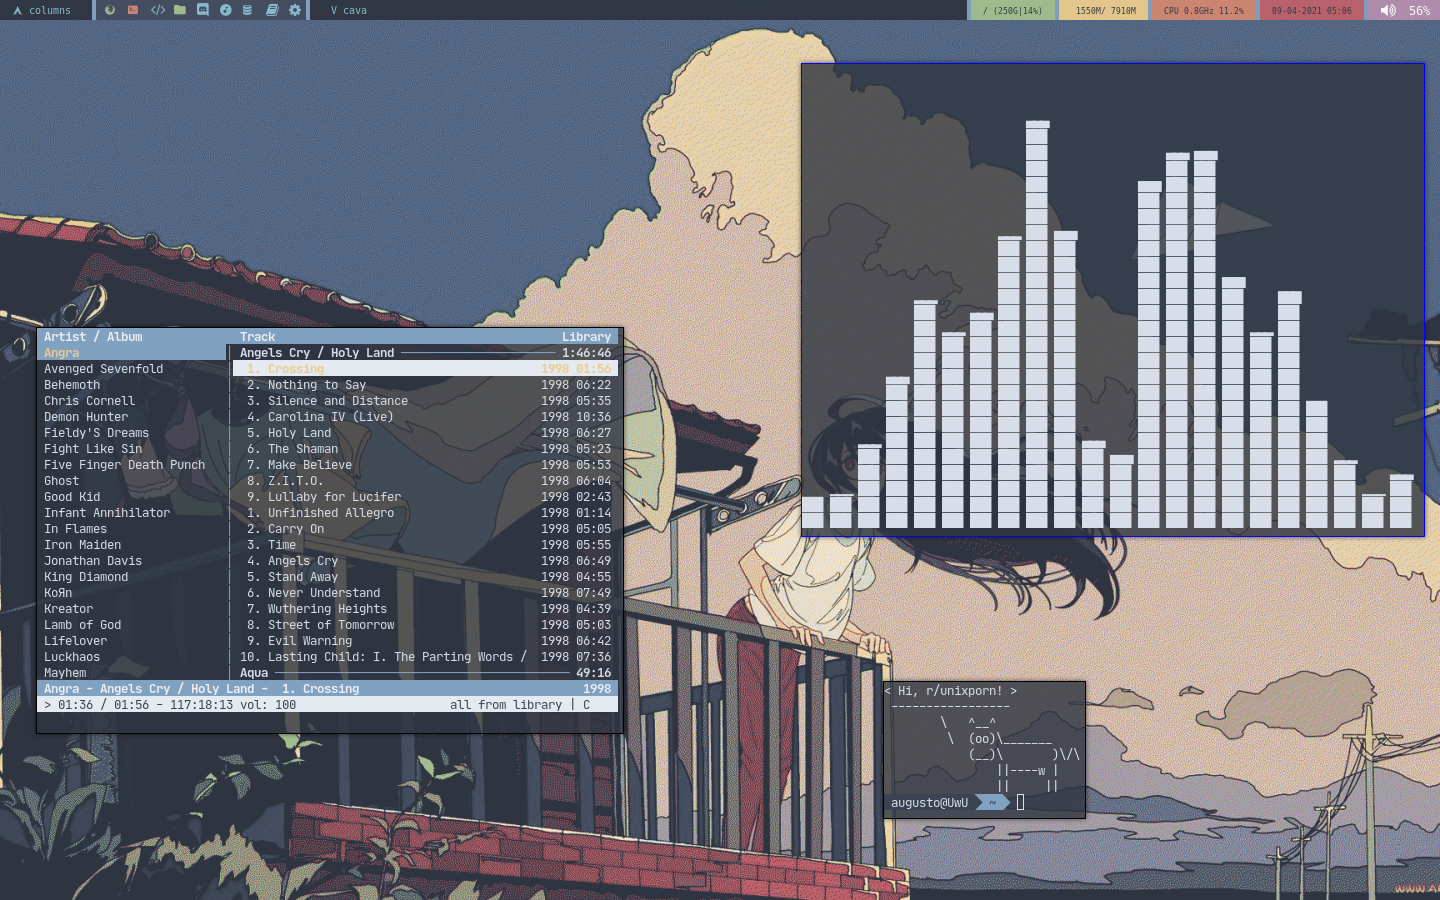 columns
V cava
/ (250G|14%)
1550M/ 7910M
CPU 0.8GHz 11.2%
09-04-2021 05:06
56%
Artist / Album Track Library
Angra Angels Cry / Holy Land 1:46:46
Avenged Sevenfold 1. Crossing 1998 01:56
Behemoth 2. Nothing to Say 1998 06:22
Chris Cornell 3. Silence and Distance 1998 05:35
Demon Hunter 4. Carolina IV (Live) 1998 10:36
Fieldy'S Dreams 5. Holy Land 1998 06:27
Fight Like Sin 6. The Shaman 1998 05:23
Five Finger Death Punch 7. Make Believe 1998 05:53
Ghost 8. Z.I.T.O. 1998 06:04
Good Kid 9. Lullaby for Lucifer 1998 02:43
Infant Annihilator 1. Unfinished Allegro 1998 01:14
In Flames 2. Carry On 1998 05:05
Iron Maiden 3. Time 1998 05:55
Jonathan Davis 4. Angels Cry 1998 06:49
King Diamond 5. Stand Away 1998 04:55
KoЯn 6. Never Understand 1998 07:49
Kreator 7. Wuthering Heights 1998 04:39
Lamb of God 8. Street of Tomorrow 1998 05:03
Lifelover 9. Evil Warning 1998 06:42
Luckhaos 10. Lasting Child: I. The Parting Words / 1998 07:36
Mayhem Aqua 49:16
Angra - Angels Cry / Holy Land - 1. Crossing 1998
> 01:36 / 01:56 - 117:18:13 vol: 100 all from library | C
< Hi, r/unixporn! >
----------------
\   ^__^
\  (oo)\_______
(__)\       )\/\
||----w |
||     ||
augusto@UwU ~